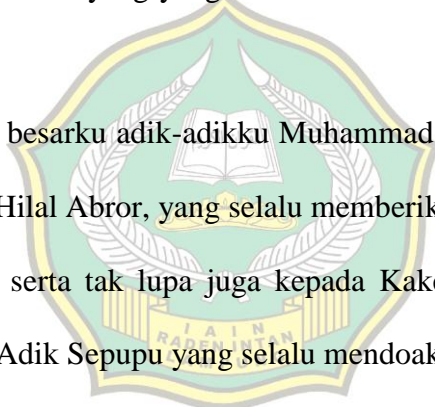 besarku adik-adikku Muhammad
Hilal Abror, yang selalu memberik
serta tak lupa juga kepada Kake
Adik Sepupu yang selalu mendoak
I A I N
RADEN INTAN